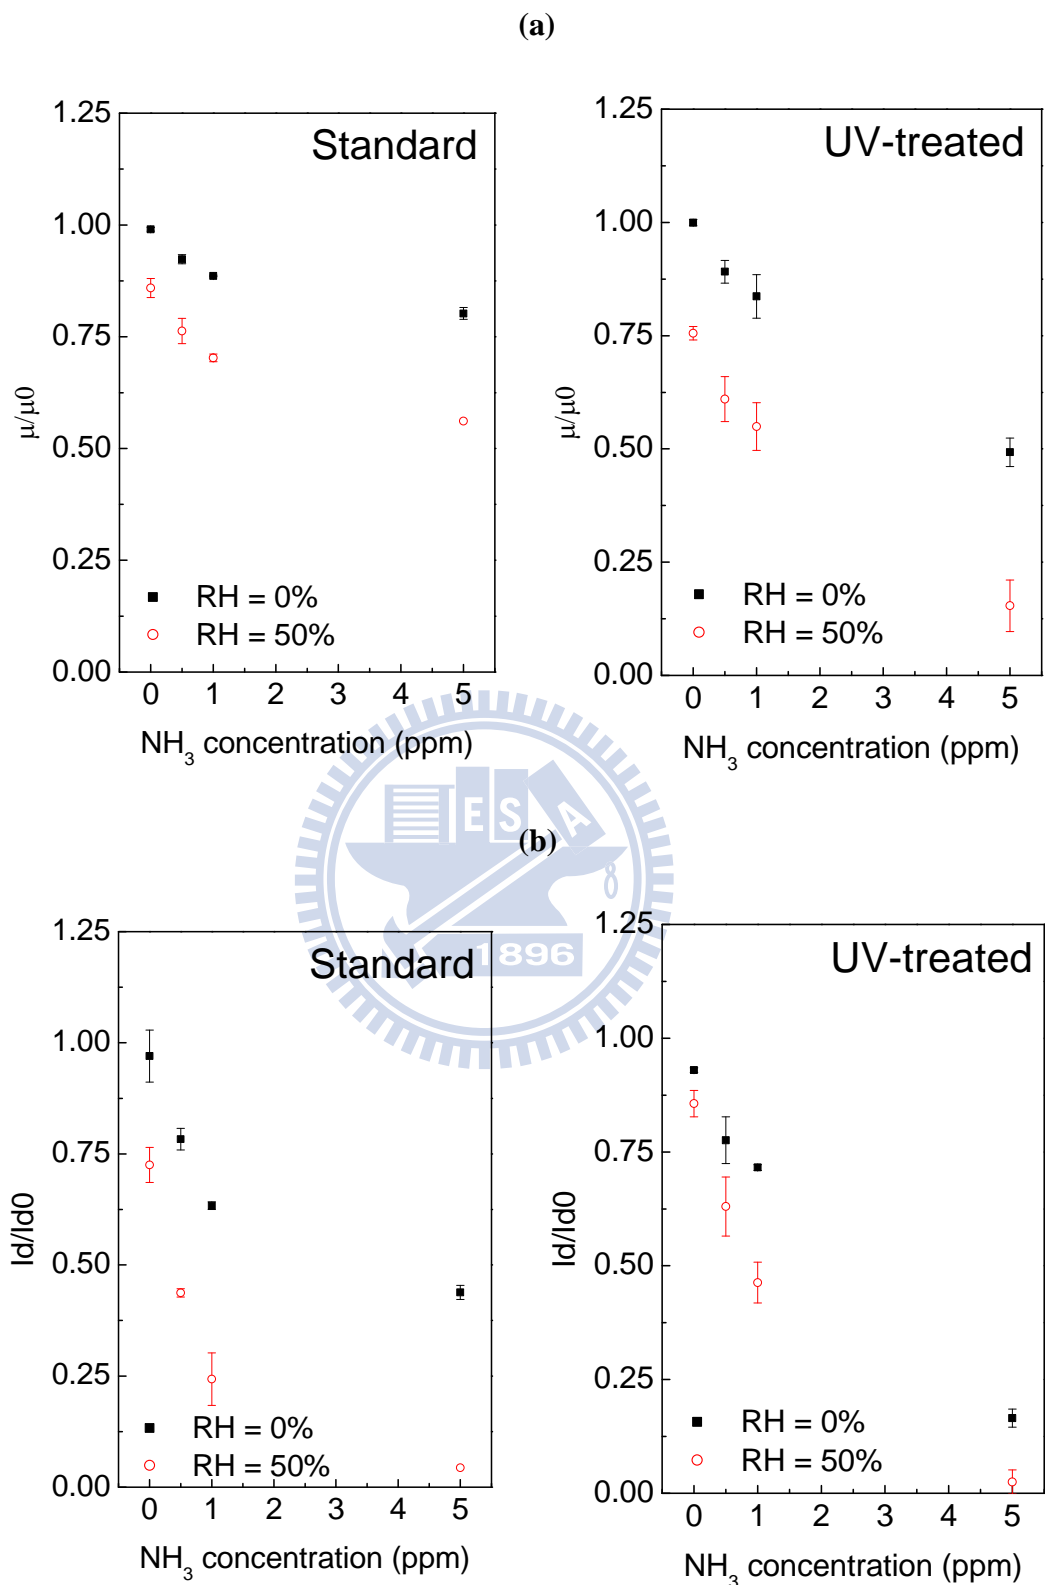 (a)
Standard
1.25
1.00
0.75
0.50
0.25
0.00
μ/μ0
RH = 0%
RH = 50%
0 1 2 3 4 5
NH3 concentration (ppm)
UV-treated
1.25
1.00
0.75
0.50
0.25
0.00
μ/μ0
RH = 0%
RH = 50%
0 1 2 3 4 5
NH3 concentration (ppm)
ESA
(b)
1896
Standard
1.25
1.00
0.75
0.50
0.25
0.00
Id/Id0
RH = 0%
RH = 50%
0 1 2 3 4 5
NH3 concentration (ppm)
UV-treated
1.25
1.00
0.75
0.50
0.25
0.00
Id/Id0
RH = 0%
RH = 50%
0 1 2 3 4 5
NH3 concentration (ppm)